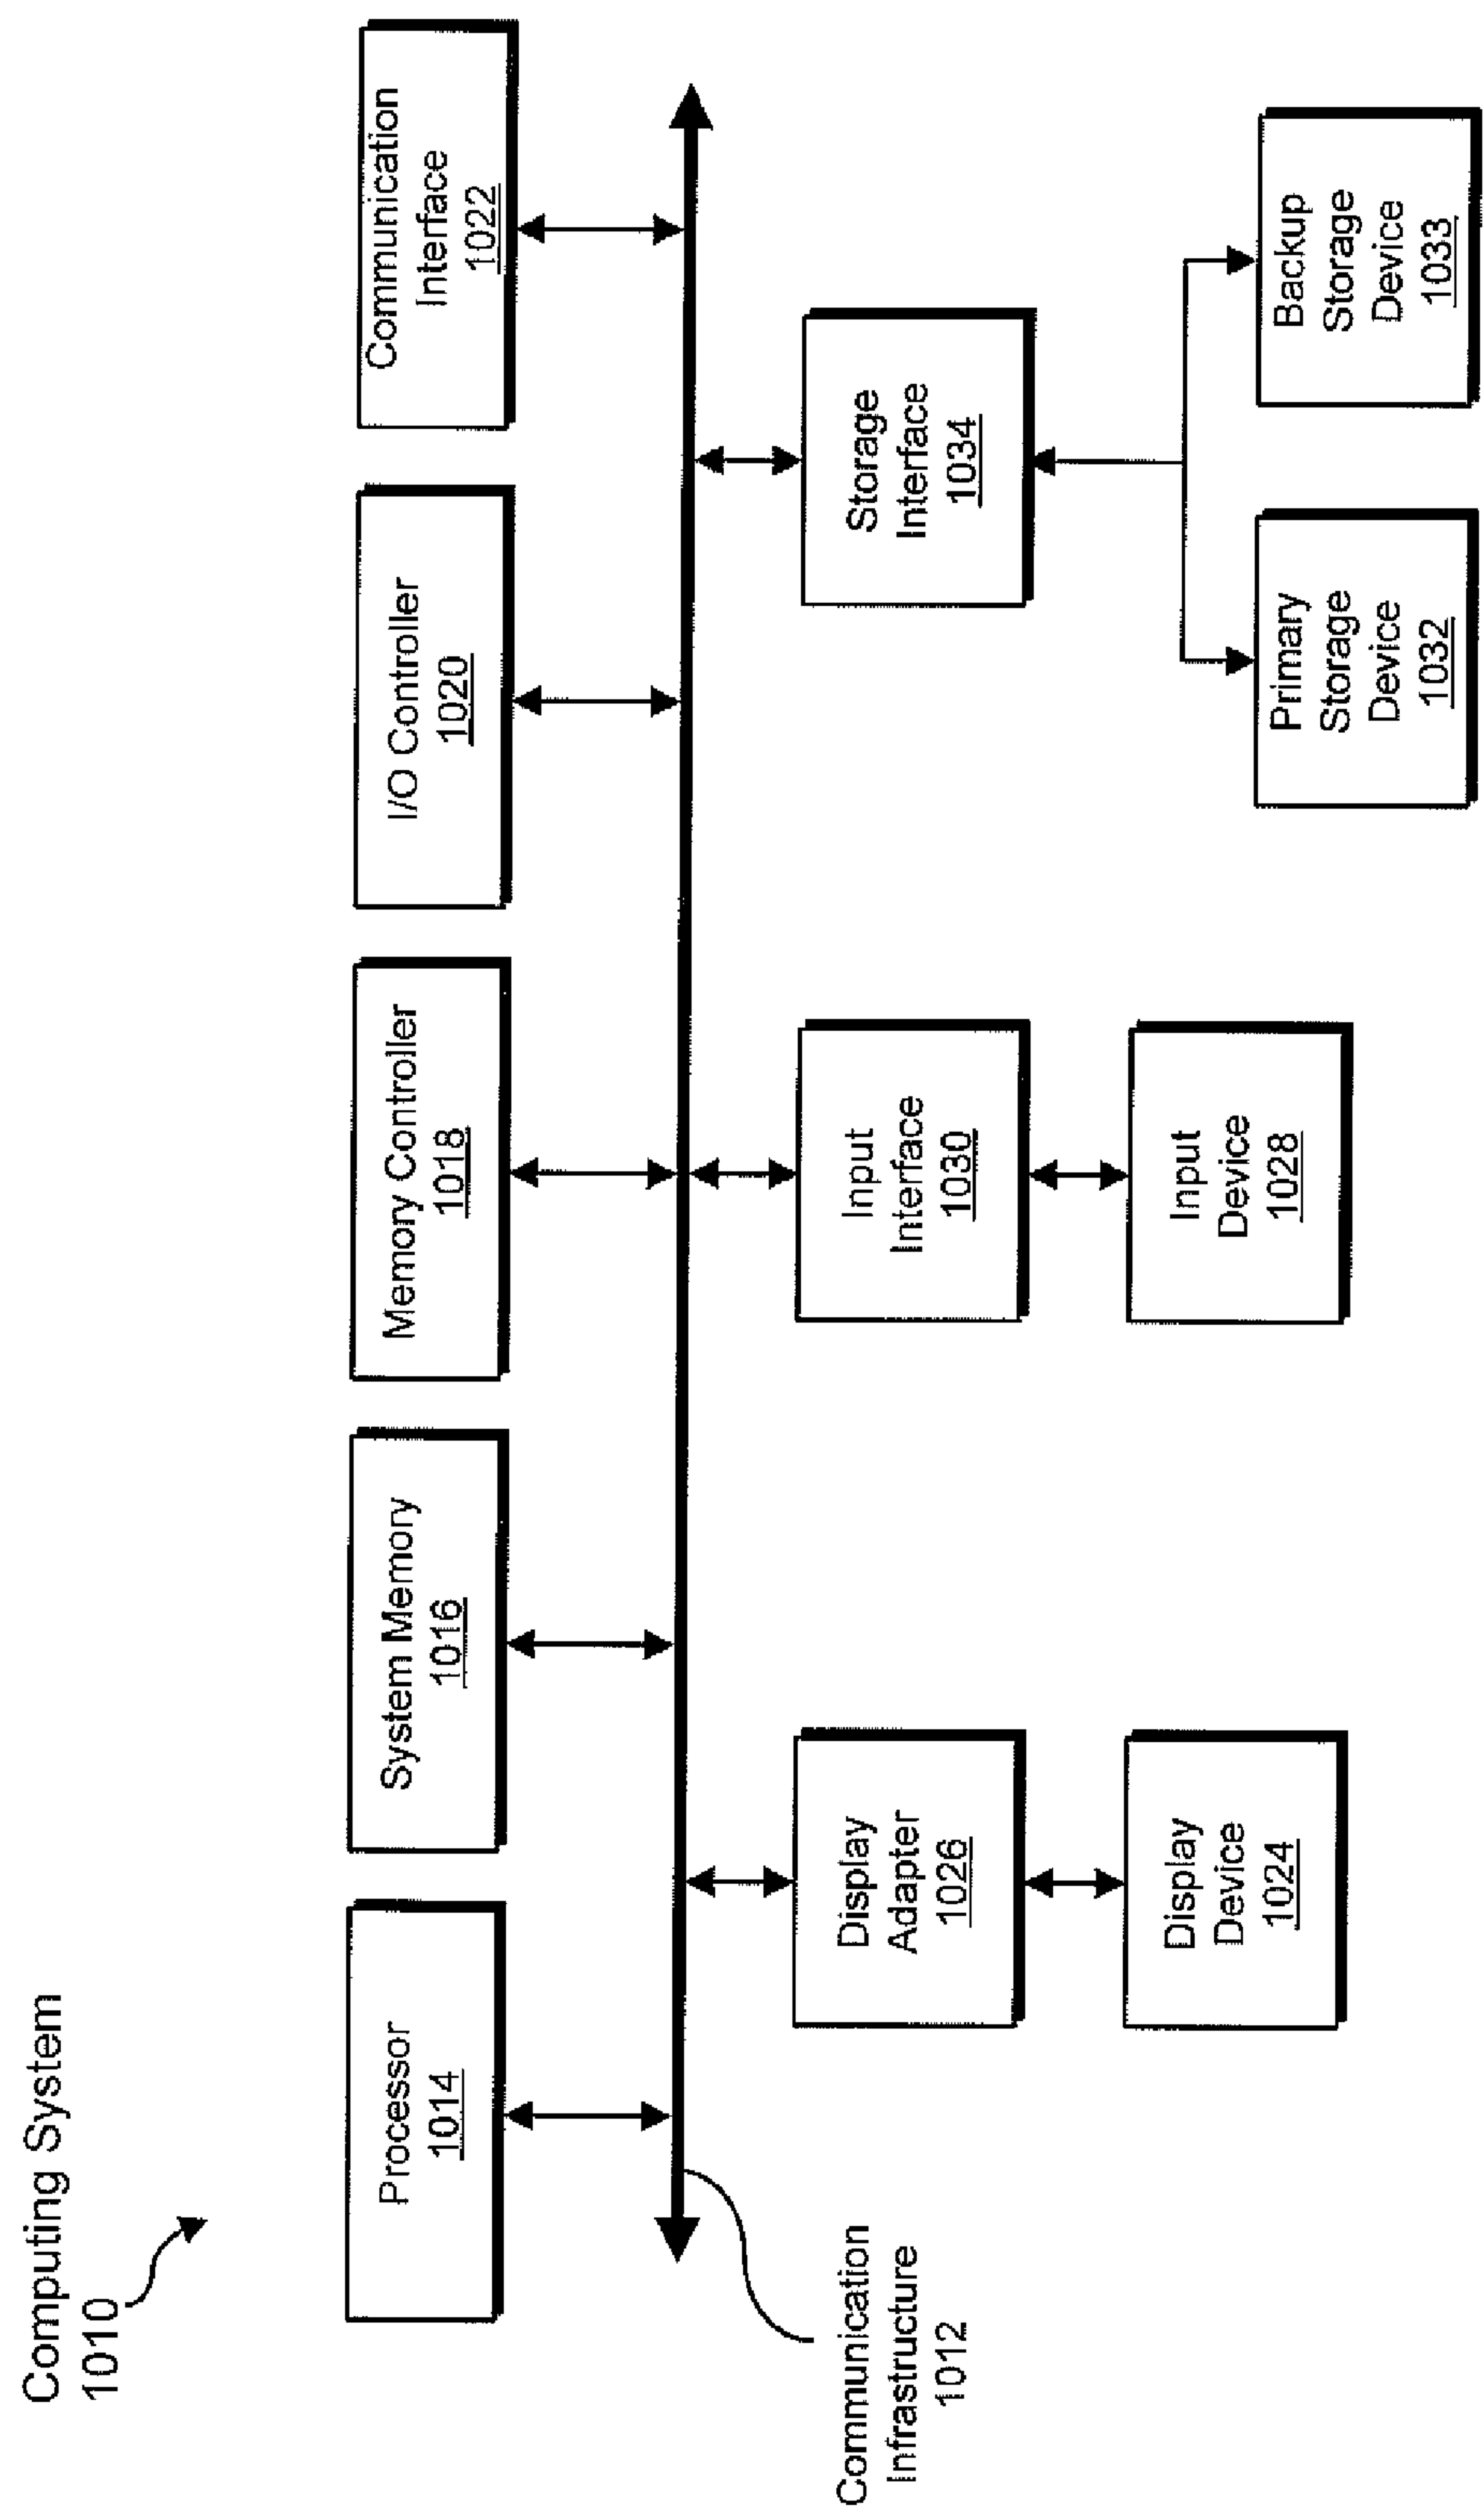 Computing System
1010
Processor
1014
System Memory
1016
Memory Controller
1018
I/O Controller
1020
Communication
Interface
1022
Communication
Infrastructure
1012
Display
Adapter
1026
Input
Interface
1030
Storage
Interface
1034
Display
Device
1024
Input
Device
1028
Primary
Storage
Device
1032
Backup
Storage
Device
1033